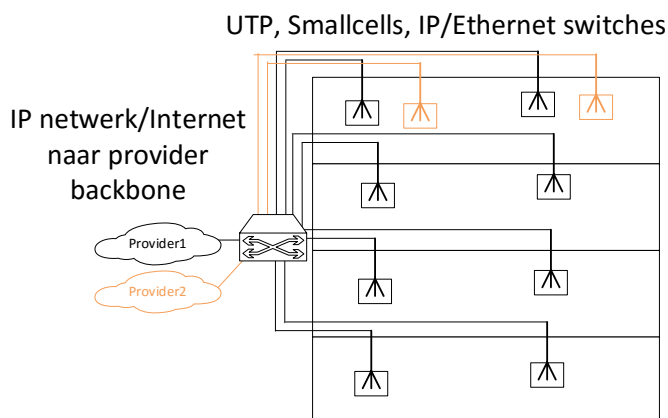 UTP, Smallcells, IP/Ethernet switches
IP netwerk/Internet
naar provider
backbone
Provider1
Provider2